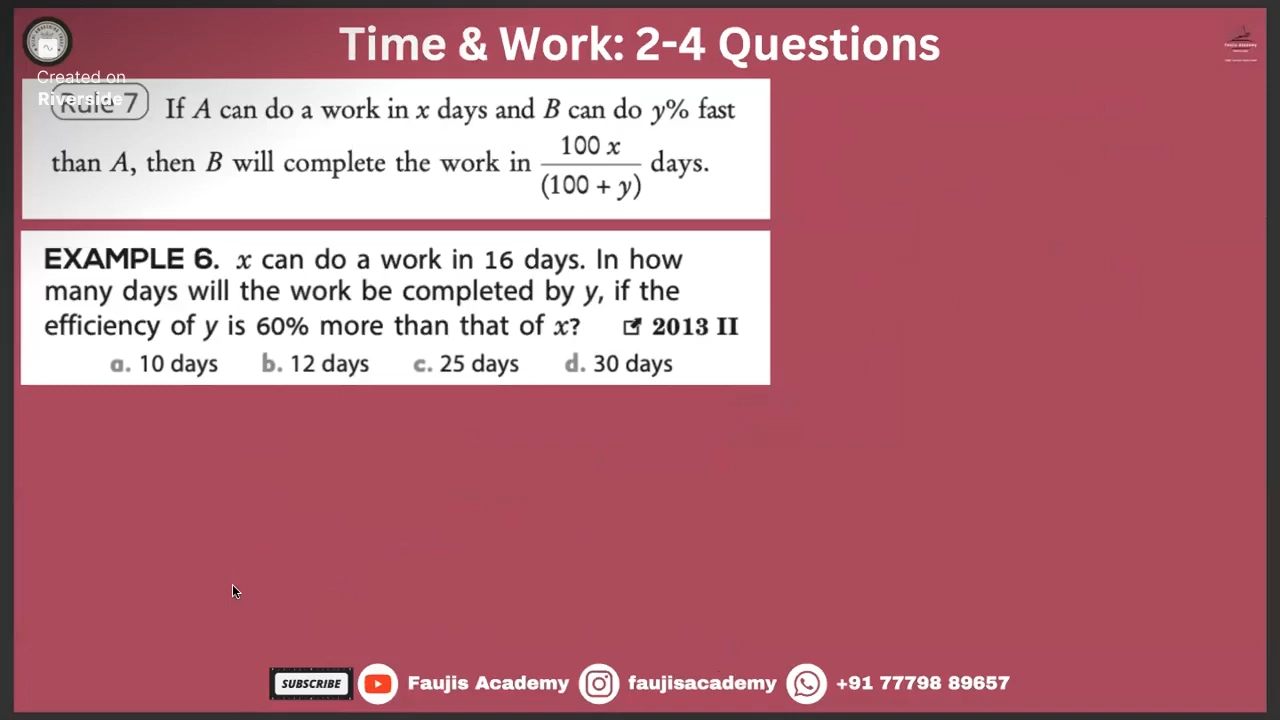 Time & Work: 2-4 Questions
Created on
Riverside
Rule 7 If A can do a work in x days and B can do y% fast
than A, then B will complete the work in 100 x / (100 + y) days.
EXAMPLE 6. x can do a work in 16 days. In how
many days will the work be completed by y, if the
efficiency of y is 60% more than that of x? 2013 II
a. 10 days b. 12 days c. 25 days d. 30 days
SUBSCRIBE Faujis Academy faujisacademy +91 77798 89657